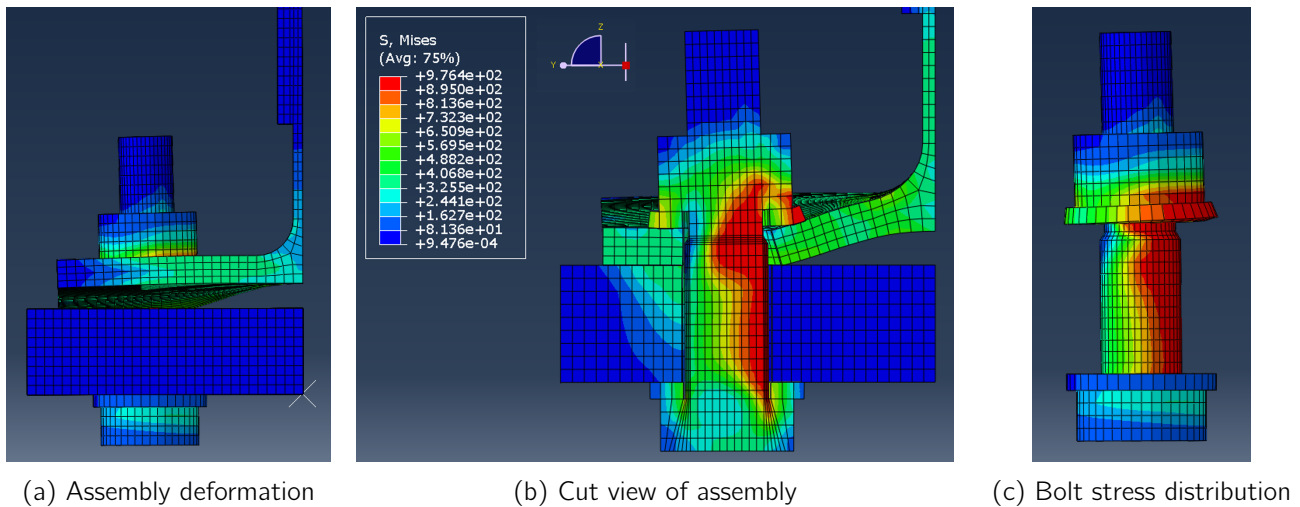 S, Mises
(Avg: 75%)
+9.764e+02
+8.950e+02
+8.136e+02
+7.323e+02
+6.509e+02
+5.695e+02
+4.882e+02
+4.068e+02
+3.255e+02
+2.441e+02
+1.627e+02
+8.136e+01
+9.476e-04
Z
Y
X
(a) Assembly deformation
(b) Cut view of assembly
(c) Bolt stress distribution